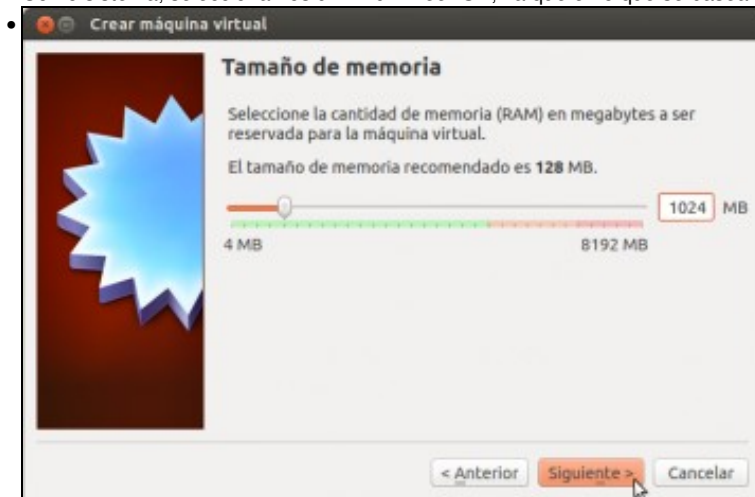 Crear máquina virtual
Tamaño de memoria
Seleccione la cantidad de memoria (RAM) en megabytes a ser
reservada para la máquina virtual.
El tamaño de memoria recomendado es 128 MB.
1024 MB
4 MB 8192 MB
< Anterior Siguiente > Cancelar